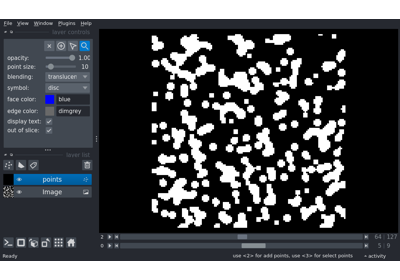 File View Window Plugins Help
layer controls
opacity: 1.00
point size: 10
blending: translucen
symbol: disc
face color: blue
edge color: dimgrey
display text: ✓
out of slice: ✓
layer list
points
Image
2 64 127
0 5 9
Ready use <2> for add points, use <3> for select points activity